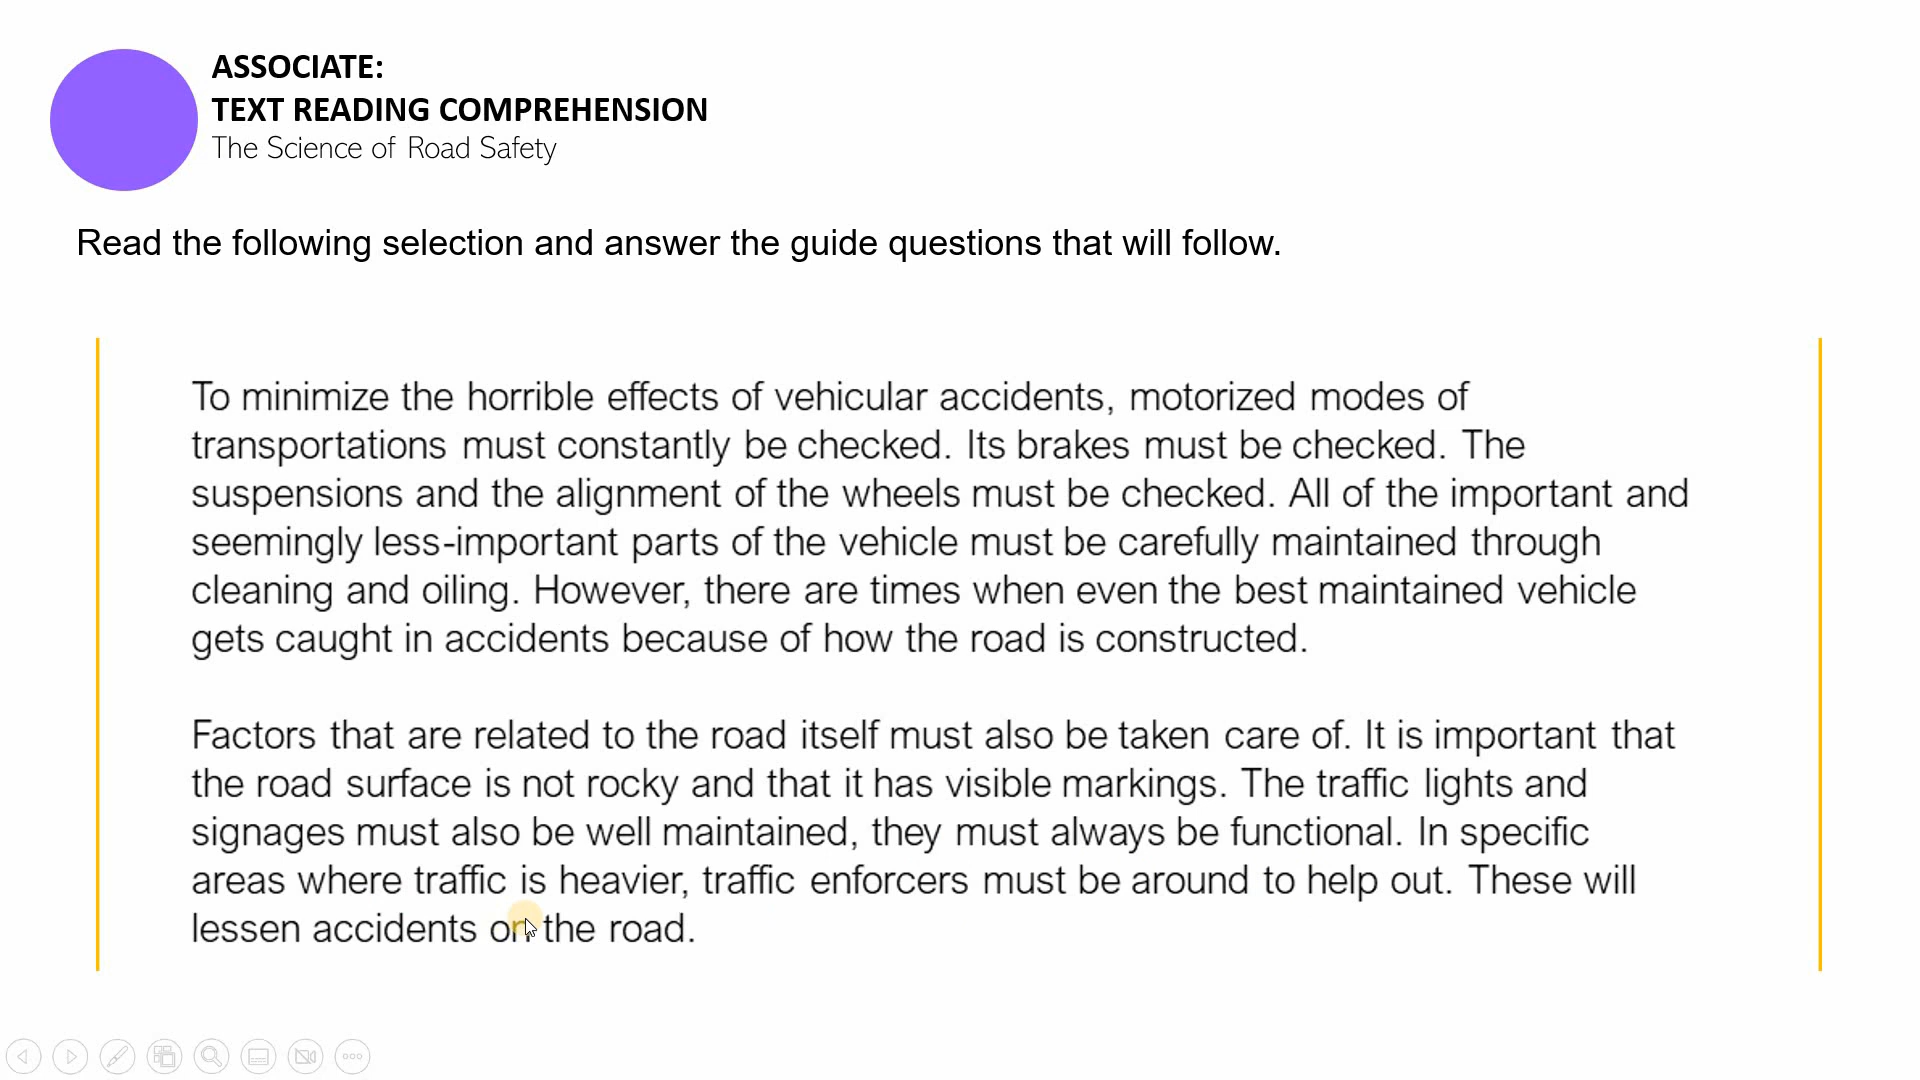 ASSOCIATE:
TEXT READING COMPREHENSION
The Science of Road Safety
Read the following selection and answer the guide questions that will follow.
To minimize the horrible effects of vehicular accidents, motorized modes of
transportations must constantly be checked. Its brakes must be checked. The
suspensions and the alignment of the wheels must be checked. All of the important and
seemingly less-important parts of the vehicle must be carefully maintained through
cleaning and oiling. However, there are times when even the best maintained vehicle
gets caught in accidents because of how the road is constructed.
Factors that are related to the road itself must also be taken care of. It is important that
the road surface is not rocky and that it has visible markings. The traffic lights and
signages must also be well maintained, they must always be functional. In specific
areas where traffic is heavier, traffic enforcers must be around to help out. These will
lessen accidents on the road.